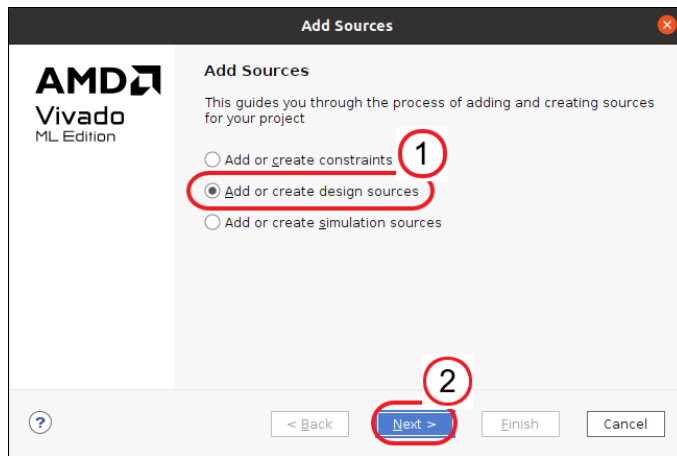 Add Sources
AMD
Vivado
ML Edition
Add Sources
This guides you through the process of adding and creating sources
for your project
1
Add or create constraints
Add or create design sources
Add or create simulation sources
2
?
< Back
Next >
Finish
Cancel